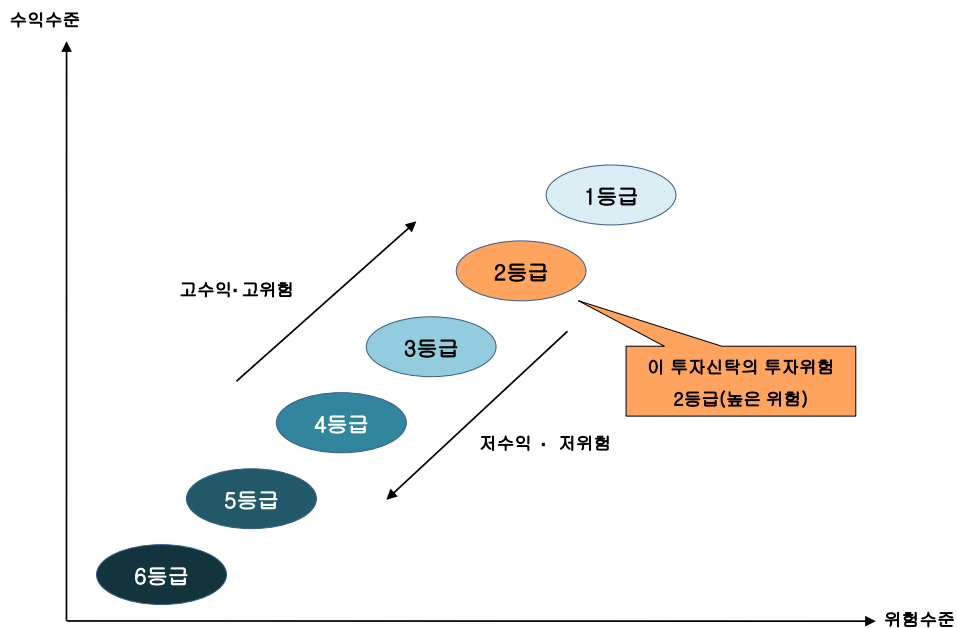 수익수준
1등급
2등급
고수익· 고위험
3등급
이 투자신탁의 투자위험
2등급(높은 위험)
4등급
저수익 · 저위험
5등급
6등급
위험수준